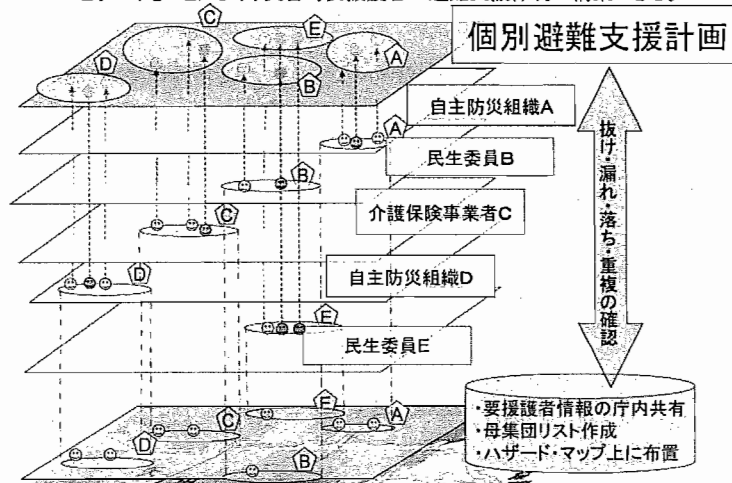 個別避難支援計画
C
E
D
A
B
自主防災組織A
A
民生委員B
B
介護保険事業者C
C
自主防災組織D
D
民生委員E
E
抜け・漏れ・落ち・重複の確認
C
A
D
B
・要援護者情報の庁内共有
・母集団リスト作成
・ハザード・マップ上に布置